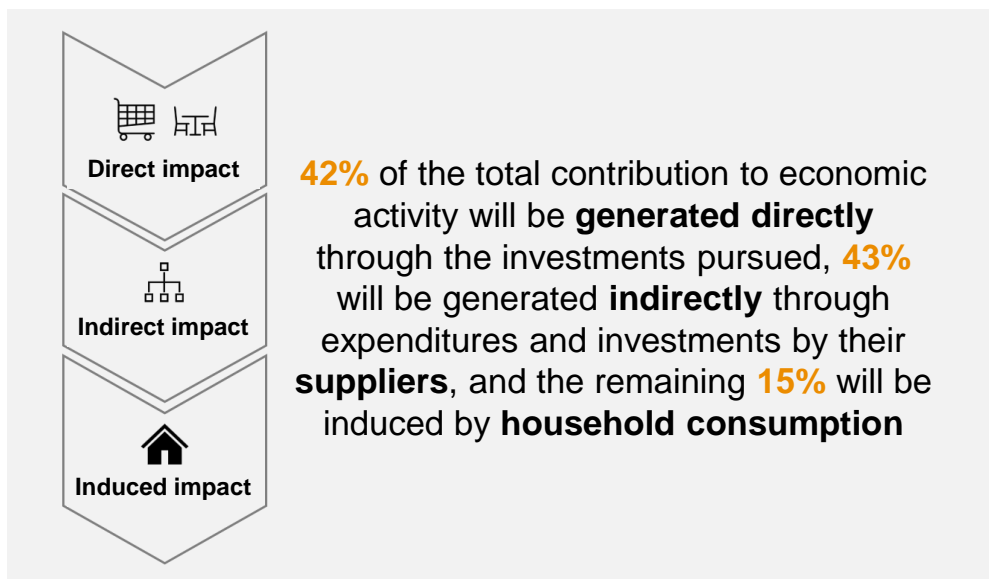 Direct impact
Indirect impact
Induced impact
42% of the total contribution to economic
activity will be generated directly
through the investments pursued, 43%
will be generated indirectly through
expenditures and investments by their
suppliers, and the remaining 15% will be
induced by household consumption